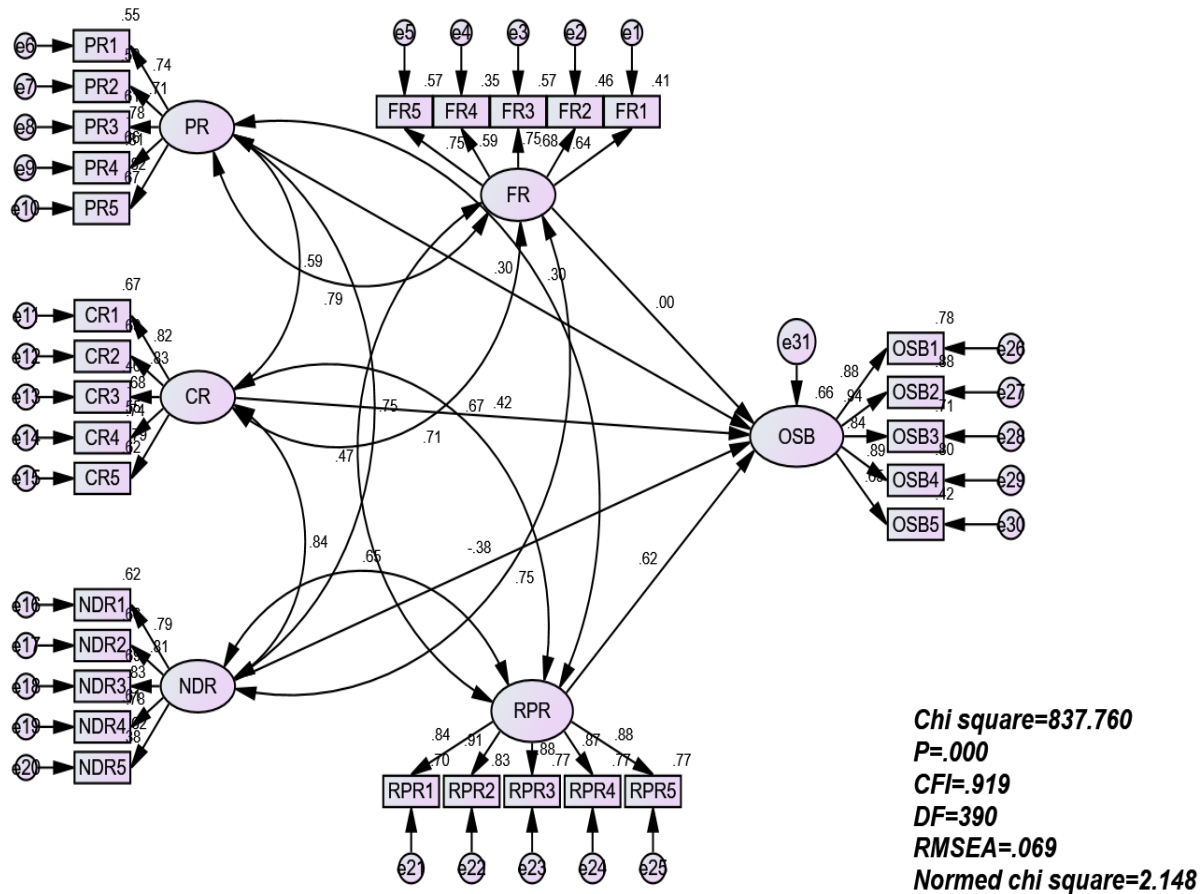 .55
e6 PR1
.74
e7 PR2
.71
e8 PR3
.78
e9 PR4
e10 PR5
.67
PR
e5 e4 e3 e2 e1
.57 .35 .57 .46 .41
FR5 FR4 FR3 FR2 FR1
.75 .59 .75 .68 .64
FR
.59
.79
.30
.30
.00
.67
e11 CR1
.82
e12 CR2
.83
e13 CR3
.68
e14 CR4
.74
e15 CR5
.62
CR
.75
.67
.42
.71
.47
e31
.66
OSB
.78
OSB1 e26
.88
.88
OSB2 e27
.94
.71
OSB3 e28
.84
.80
OSB4 e29
.89
.42
OSB5 e30
.84
.65
-.38
.75
.62
.62
e16 NDR1
.79
e17 NDR2
.81
e18 NDR3
.83
e19 NDR4
.78
e20 NDR5
.38
NDR
RPR
.84 .91 .88 .87 .88
.70 .83 .77 .77 .77
RPR1 RPR2 RPR3 RPR4 RPR5
e21 e22 e23 e24 e25
Chi square=837.760
P=.000
CFI=.919
DF=390
RMSEA=.069
Normed chi square=2.148